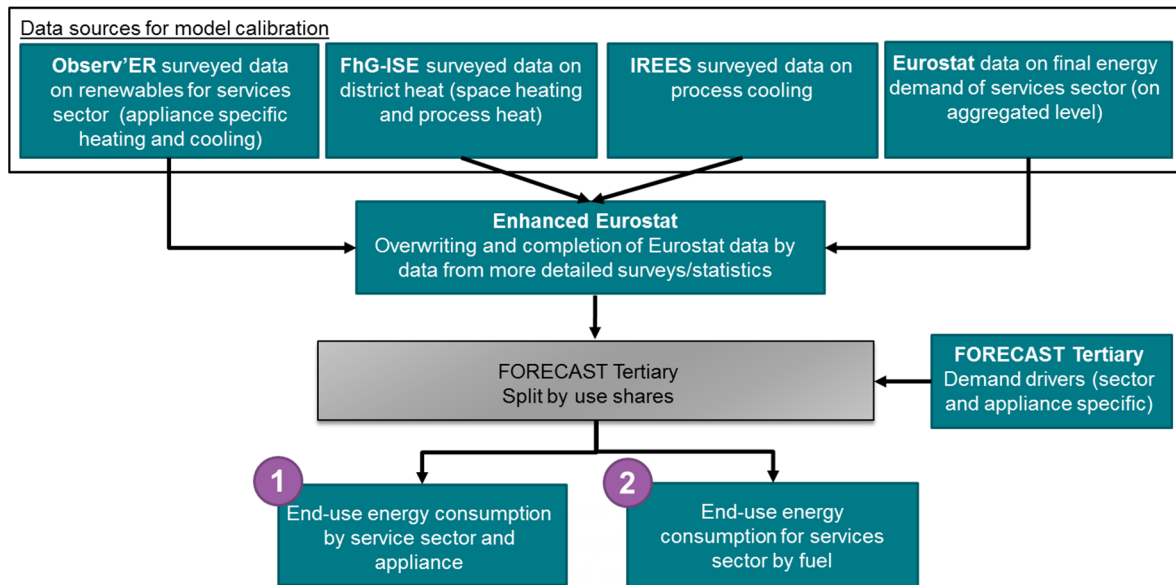 Data sources for model calibration
Observ'ER surveyed data
on renewables for services
sector (appliance specific
heating and cooling)
FhG-ISE surveyed data on
district heat (space heating
and process heat)
IREES surveyed data on
process cooling
Eurostat data on final energy
demand of services sector (on
aggregated level)
Enhanced Eurostat
Overwriting and completion of Eurostat data by
data from more detailed surveys/statistics
FORECAST Tertiary
Split by use shares
FORECAST Tertiary
Demand drivers (sector
and appliance specific)
1
End-use energy consumption
by service sector and
appliance
2
End-use energy
consumption for services
sector by fuel